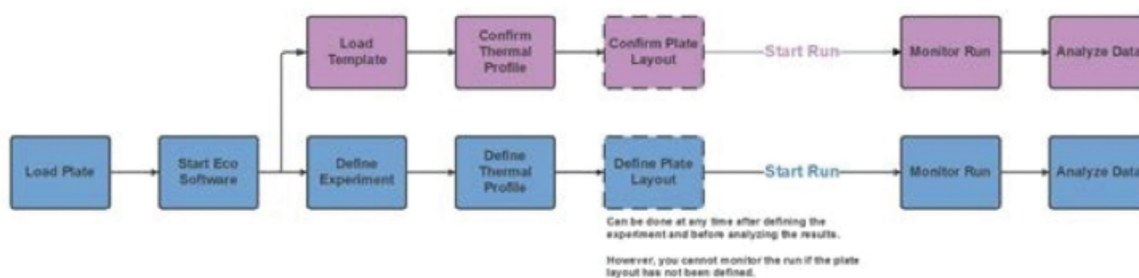 Load
Template
Confirm
Thermal
Profile
Confirm Plate
Layout
Start Run
Monitor Run
Analyze Data
Load Plate
Start Eco
Software
Define
Experiment
Define
Thermal
Profile
Define Plate
Layout
Start Run
Monitor Run
Analyze Data
Can be done at any time after defining the
experiment and before analyzing the results.
However, you cannot monitor the run if the plate
layout has not been defined.